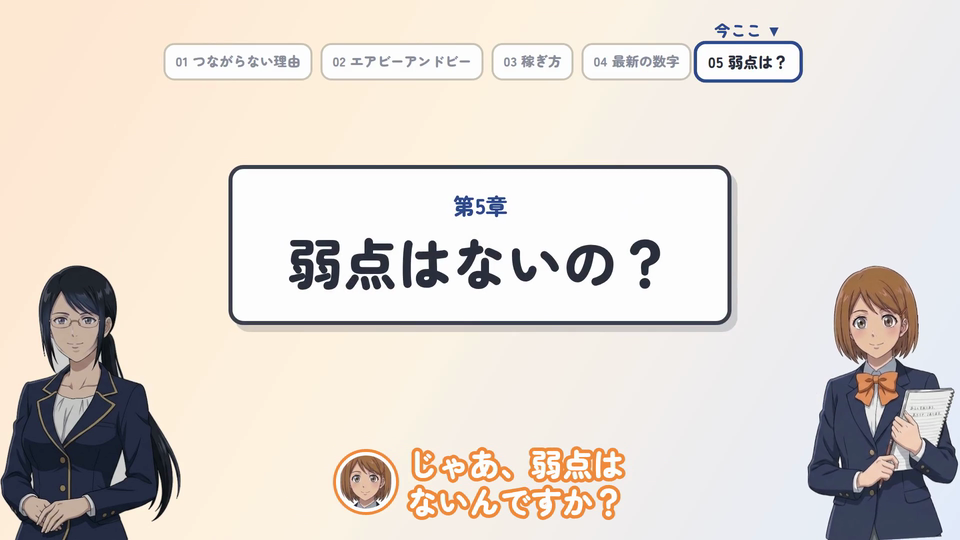 今ここ ▼
01 つながらない理由
02 エアビーアンドビー
03 稼ぎ方
04 最新の数字
05 弱点は？
第5章
弱点はないの？
じゃあ、弱点は
ないんですか？